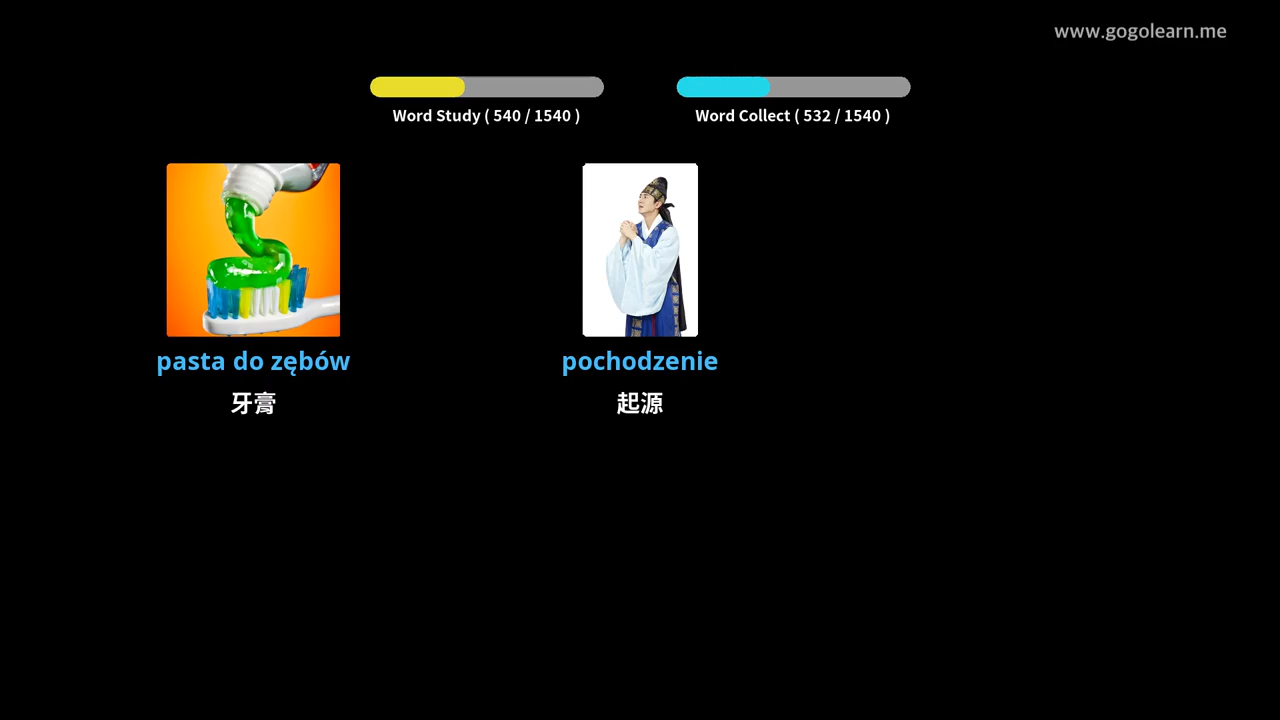 www.gogolearn.me
Word Study ( 540 / 1540 )
Word Collect ( 532 / 1540 )
pasta do zębów
pochodzenie
牙膏
起源